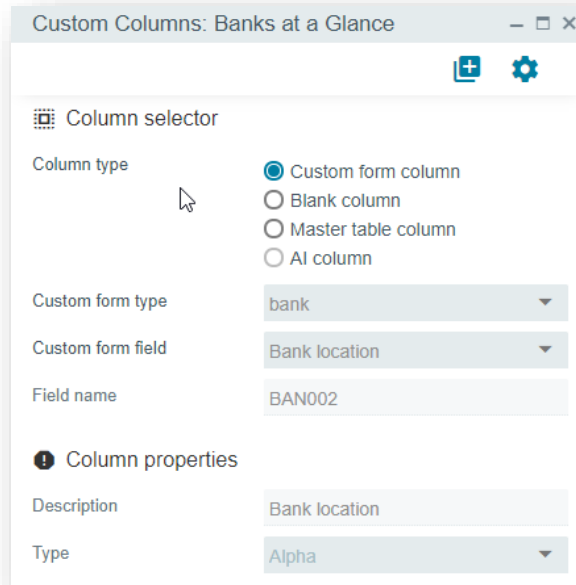 Custom Columns: Banks at a Glance
Column selector
Column type
Custom form column
Blank column
Master table column
AI column
Custom form type
bank
Custom form field
Bank location
Field name
BAN002
Column properties
Description
Bank location
Type
Alpha